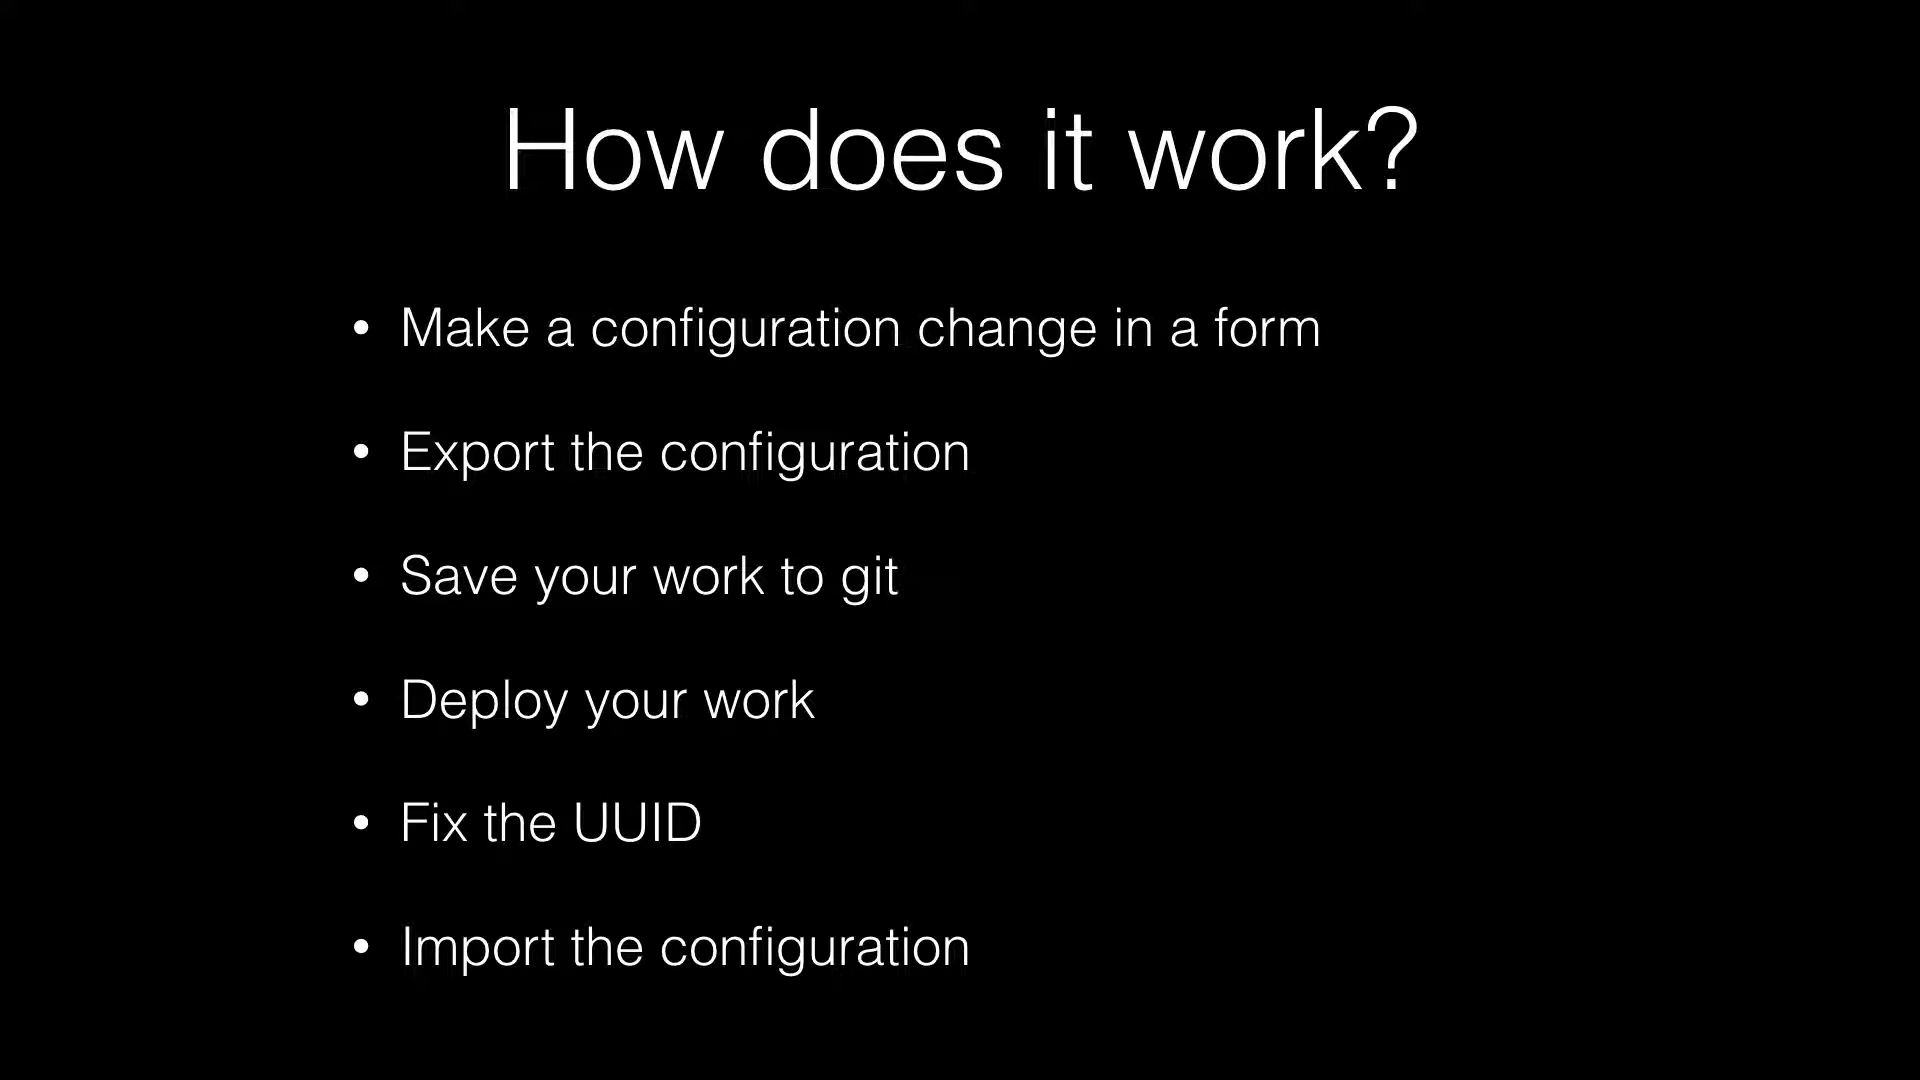 How does it work?
• Make a configuration change in a form
• Export the configuration
• Save your work to git
• Deploy your work
• Fix the UUID
• Import the configuration